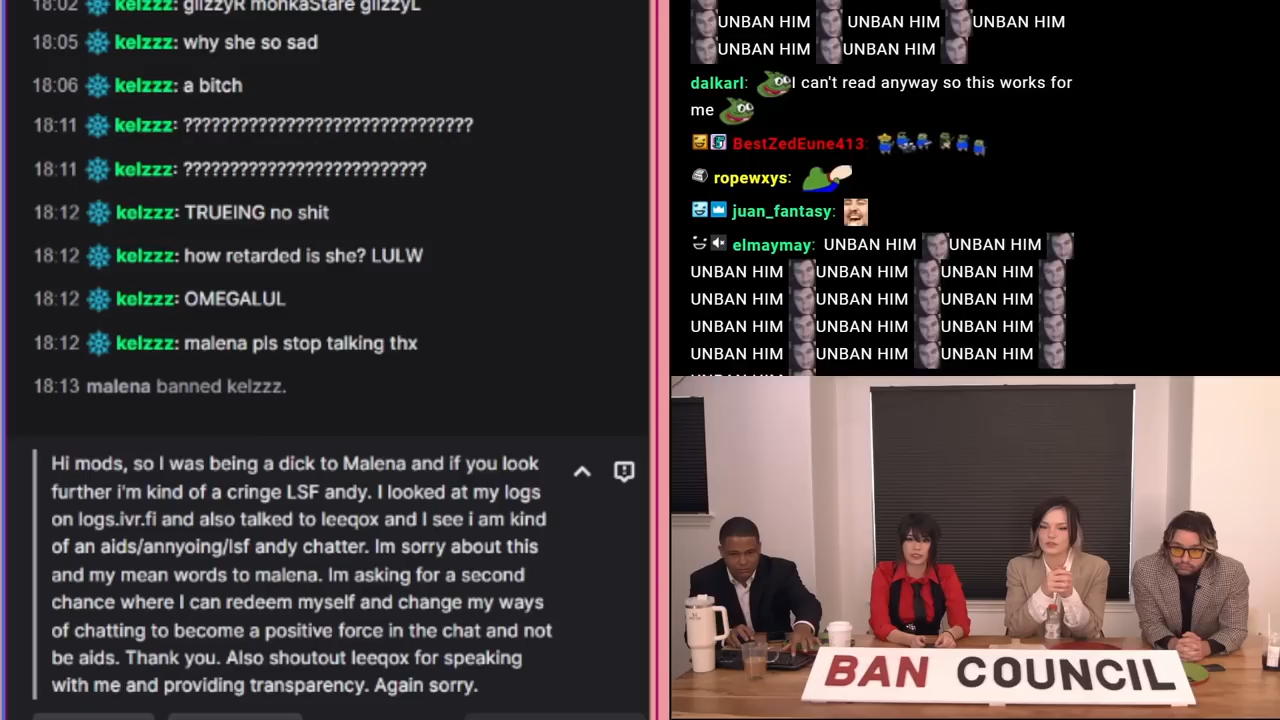 18:02 kelzzz: glizzyR monkaStare glizzyL
18:05 kelzzz: why she so sad
18:06 kelzzz: a bitch
18:11 kelzzz: ???????????????????????????????
18:11 kelzzz: ??????????????????????????
18:12 kelzzz: TRUEING no shit
18:12 kelzzz: how retarded is she? LULW
18:12 kelzzz: OMEGALUL
18:12 kelzzz: malena pls stop talking thx
18:13 malena banned kelzzz.
Hi mods, so I was being a dick to Malena and if you look
further i'm kind of a cringe LSF andy. I looked at my logs
on logs.ivr.fi and also talked to leeqox and I see i am kind
of an aids/annyoing/lsf andy chatter. Im sorry about this
and my mean words to malena. Im asking for a second
chance where I can redeem myself and change my ways
of chatting to become a positive force in the chat and not
be aids. Thank you. Also shoutout leeqox for speaking
with me and providing transparency. Again sorry.
UNBAN HIM UNBAN HIM UNBAN HIM
UNBAN HIM UNBAN HIM
dalkarl: I can't read anyway so this works for
me
BestZedEune413:
ropewxys:
juan_fantasy:
elmaymay: UNBAN HIM UNBAN HIM
UNBAN HIM UNBAN HIM UNBAN HIM
UNBAN HIM UNBAN HIM UNBAN HIM
UNBAN HIM UNBAN HIM UNBAN HIM
UNBAN HIM UNBAN HIM UNBAN HIM
UNBAN HIM
BAN COUNCIL